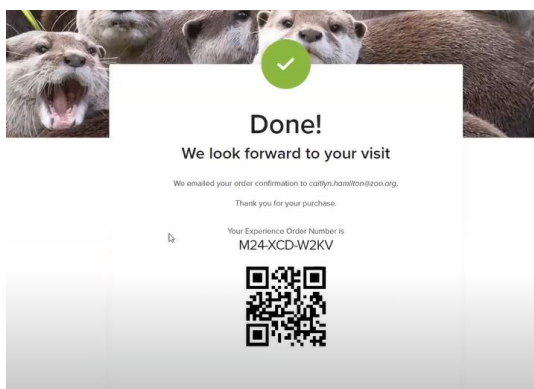 Done!
We look forward to your visit
We emailed your order confirmation to caitlyn.hamilton@zoo.org.
Thank you for your purchase.
Your Experience Order Number is
M24-XCD-W2KV